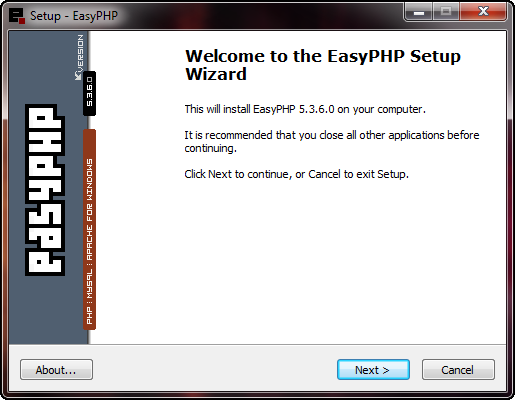 Setup - EasyPHP
VERSION
5.3.6.0
easyPHP
PHP | MYSQL | APACHE FOR WINDOWS
Welcome to the EasyPHP Setup
Wizard
This will install EasyPHP 5.3.6.0 on your computer.
It is recommended that you close all other applications before
continuing.
Click Next to continue, or Cancel to exit Setup.
About...
Next >
Cancel